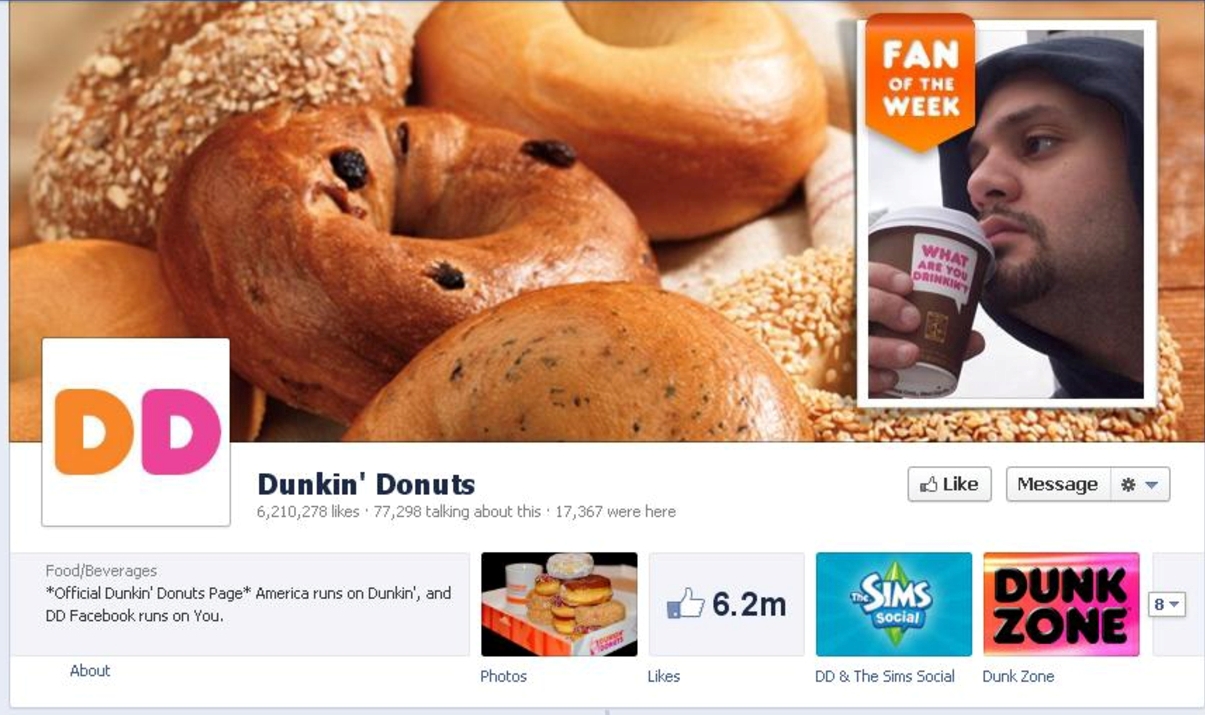 FAN
OF THE
WEEK
WHAT
ARE YOU
DRINKIN'?
DD
Dunkin' Donuts
Like
Message
6,210,278 likes · 77,298 talking about this · 17,367 were here
Food/Beverages
*Official Dunkin' Donuts Page* America runs on Dunkin', and
DD Facebook runs on You.
About
DUNKIN'
DONUTS
Photos
6.2m
Likes
The SIMS
Social
DD & The Sims Social
DUNK
ZONE
Dunk Zone
8